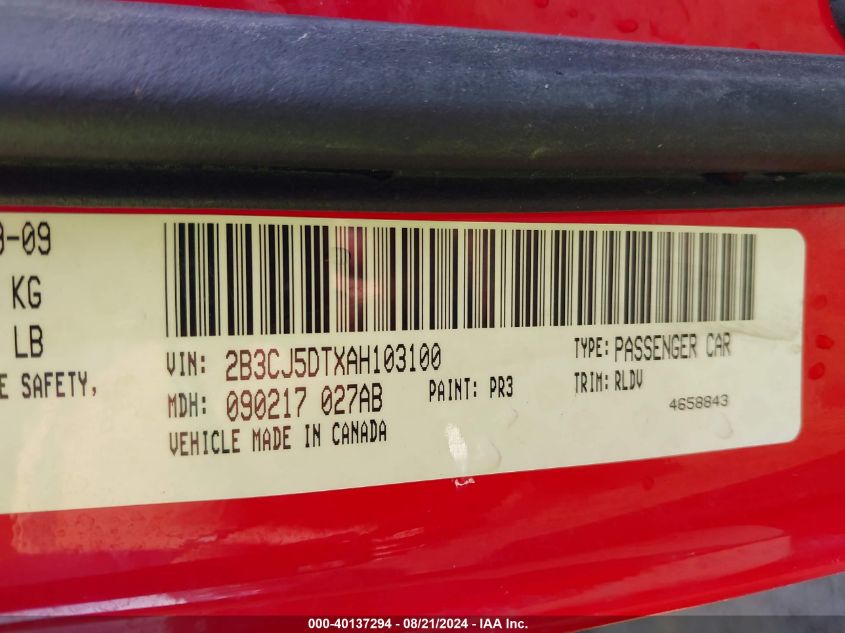 3-09
KG
LB
E SAFETY,
VIN: 2B3CJ5DTXAH103100
TYPE: PASSENGER CAR
MDH: 090217 027AB
PAINT: PR3
TRIM: RLDV
4658843
VEHICLE MADE IN CANADA
000-40137294 - 08/21/2024 - IAA Inc.